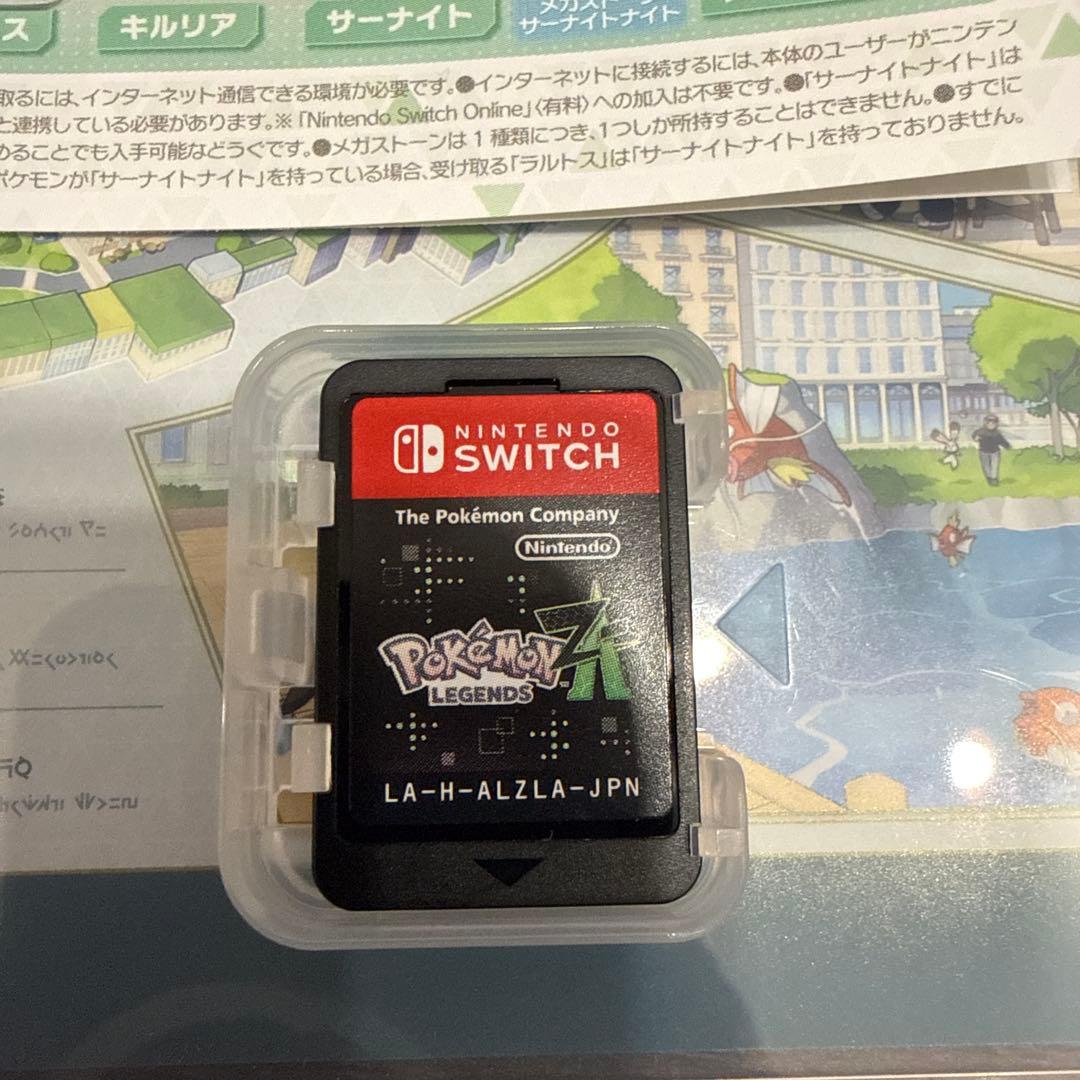 ス
キルリア
サーナイト
メガストーン
サーナイトナイト
取るには、インターネット通信できる環境が必要です。●インターネットに接続するには、本体のユーザーがニンテン
と連携している必要があります。※「Nintendo Switch Online」〈有料〉への加入は不要です。●「サーナイトナイト」は
めることでも入手可能などうぐです。●メガストーンは1種類につき、1つしか所持することはできません。●すでに
ポケモンが「サーナイトナイト」を持っている場合、受け取る「ラルトス」は「サーナイトナイト」を持っておりません。
NINTENDO
SWITCH
The Pokémon Company
Nintendo
POKéMON
LEGENDS
ZA
LA-H-ALZLA-JPN